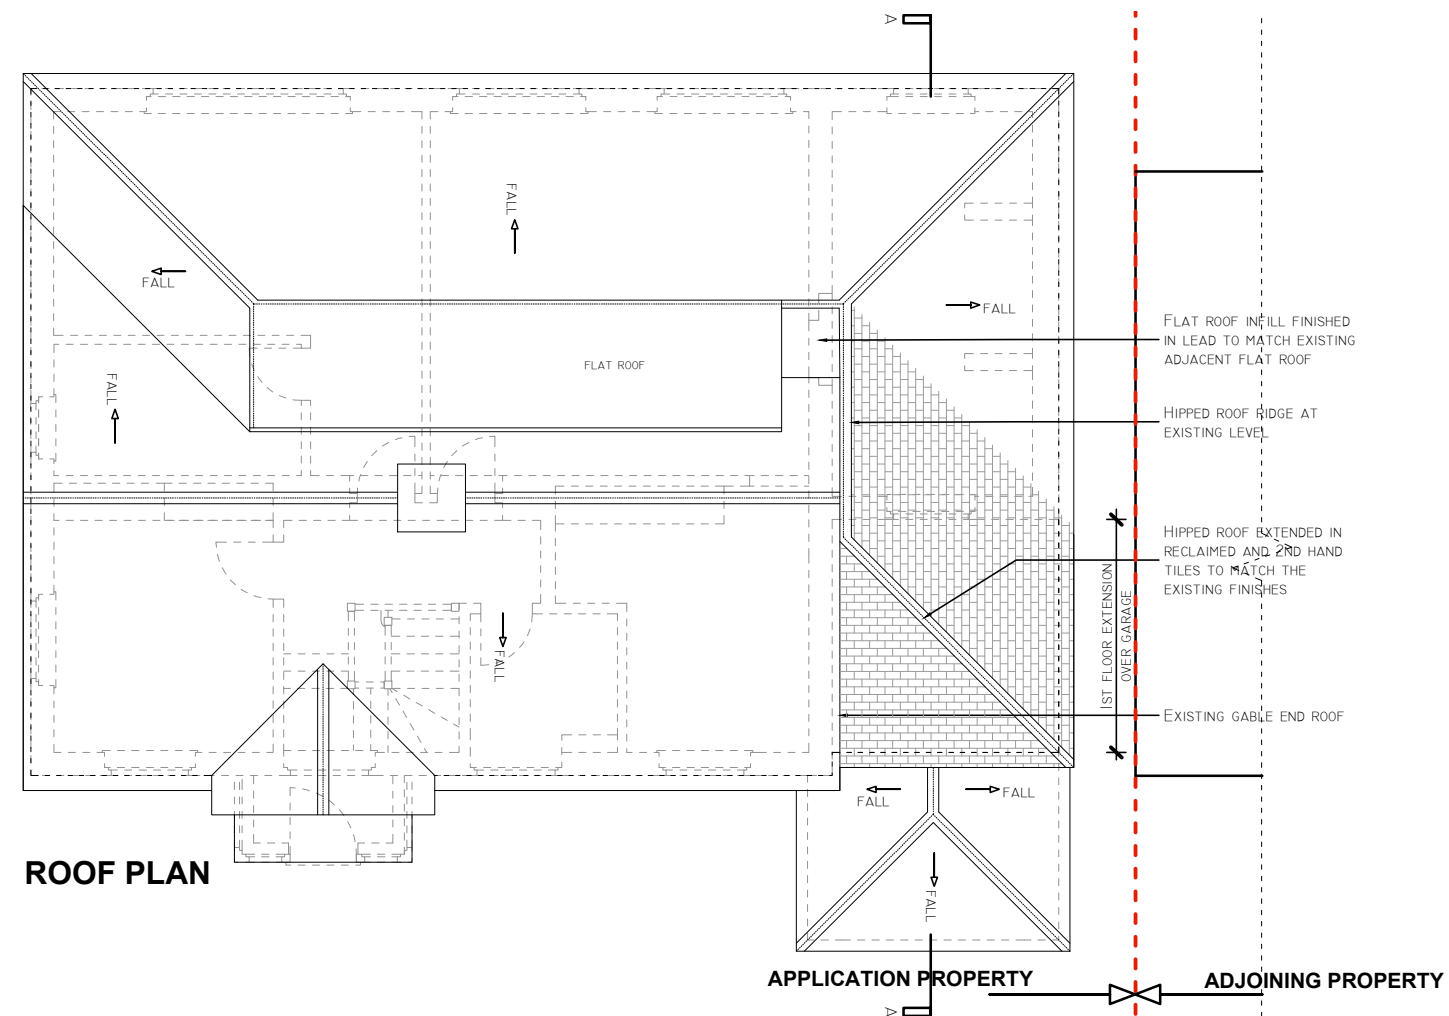 A
FALL
FALL
FALL
FALL
FLAT ROOF
FLAT ROOF INFILL FINISHED
IN LEAD TO MATCH EXISTING
ADJACENT FLAT ROOF
HIPPED ROOF RIDGE AT
EXISTING LEVEL
HIPPED ROOF EXTENDED IN
RECLAIMED AND 2ND HAND
TILES TO MATCH THE
EXISTING FINISHES
1ST FLOOR EXTENSION
OVER GARAGE
FALL
EXISTING GABLE END ROOF
FALL
FALL
FALL
ROOF PLAN
APPLICATION PROPERTY
ADJOINING PROPERTY
A